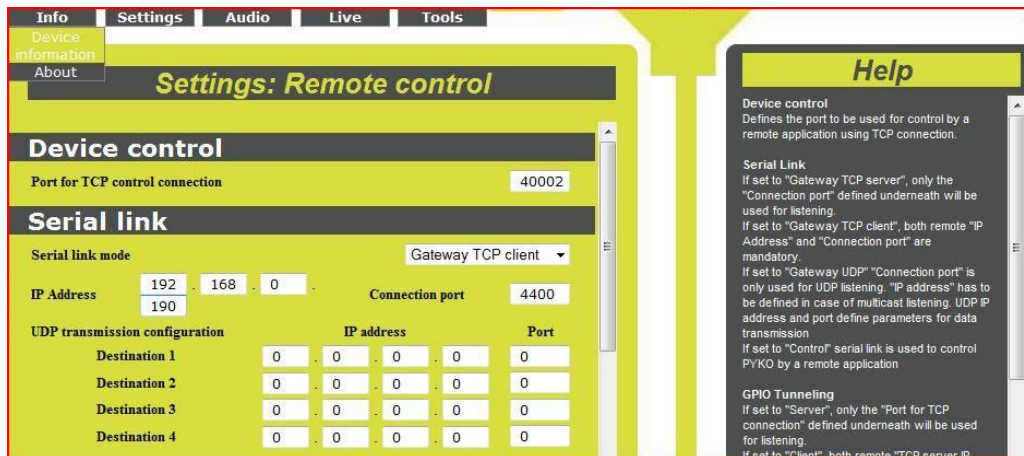 Info Settings Audio Live Tools
Device
information
About
Settings: Remote control
Device control
Port for TCP control connection 40002
Serial link
Serial link mode Gateway TCP client
IP Address 192 . 168 . 0 .
190
Connection port 4400
UDP transmission configuration IP address Port
Destination 1 0 . 0 . 0 . 0 0
Destination 2 0 . 0 . 0 . 0 0
Destination 3 0 . 0 . 0 . 0 0
Destination 4 0 . 0 . 0 . 0 0
Help
Device control
Defines the port to be used for control by a
remote application using TCP connection.
Serial Link
If set to "Gateway TCP server", only the
"Connection port" defined underneath will be
used for listening.
If set to "Gateway TCP client", both remote "IP
Address" and "Connection port" are
mandatory.
If set to "Gateway UDP" "Connection port" is
only used for UDP listening. "IP address" has to
be defined in case of multicast listening. UDP IP
address and port define parameters for data
transmission
If set to "Control" serial link is used to control
PYKO by a remote application
GPIO Tunneling
If set to "Server", only the "Port for TCP
connection" defined underneath will be used
for listening.
If set to "Client", both remote "TCP server IP